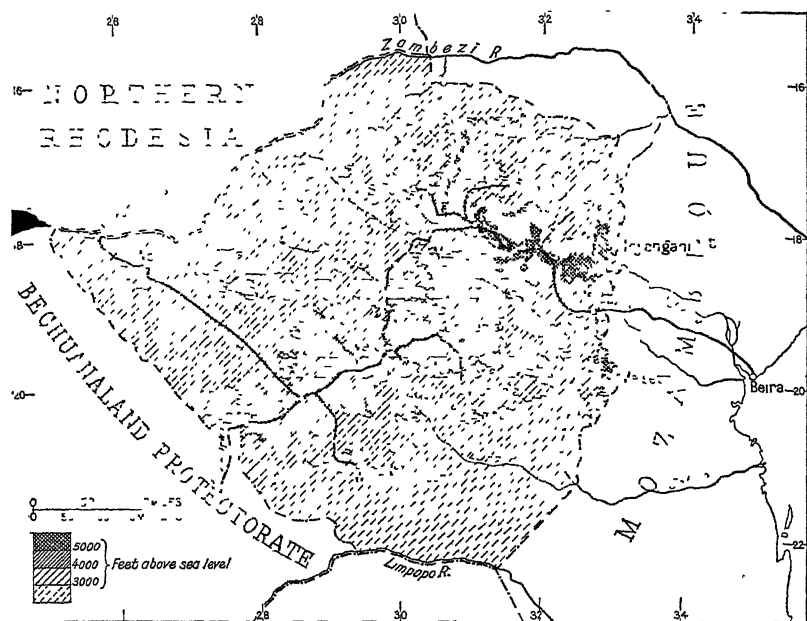 28
30
32
34
Zambezi R
16
NORTHERN
RHODESIA
16
MOZAMBIQUE
18
18
BECHUANALAND PROTECTORATE
20
Beira
20
5000
4000
3000
Feet above sea level
22
Limpopo R.
28
30
32
34